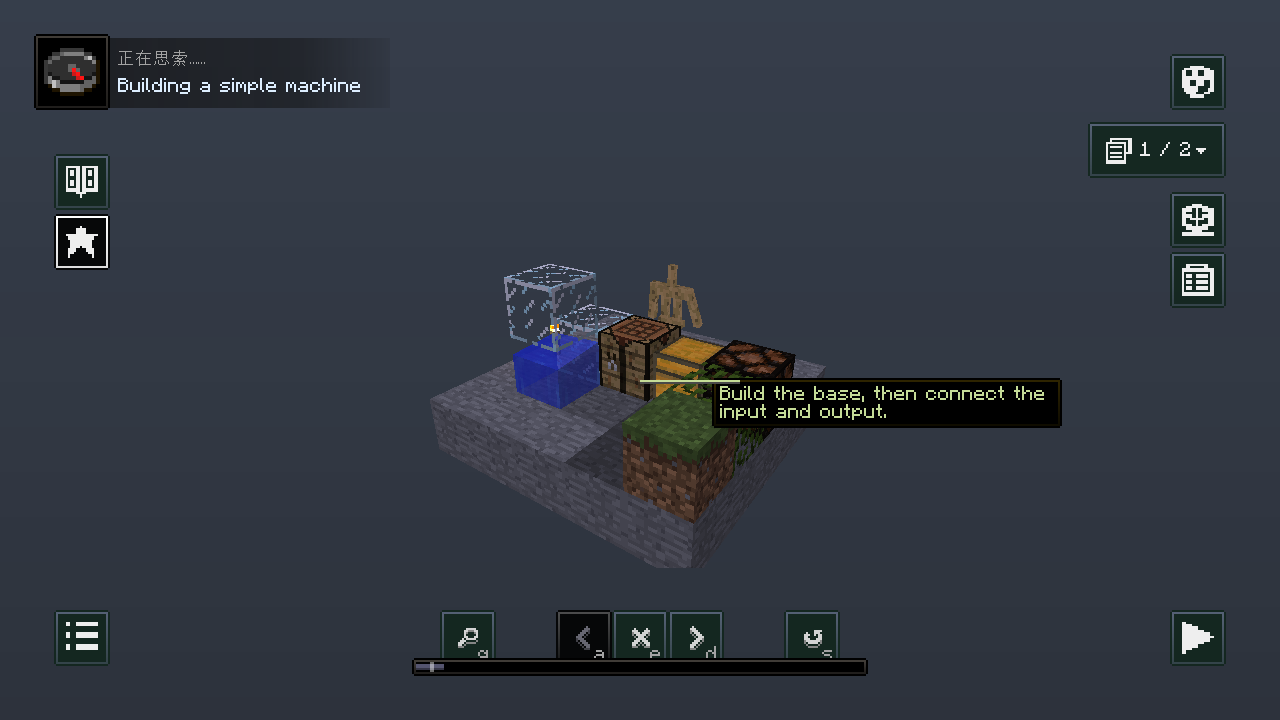 正在思索......
Building a simple machine
1 / 2
Build the base, then connect the
input and output.
q
a
e
d
s